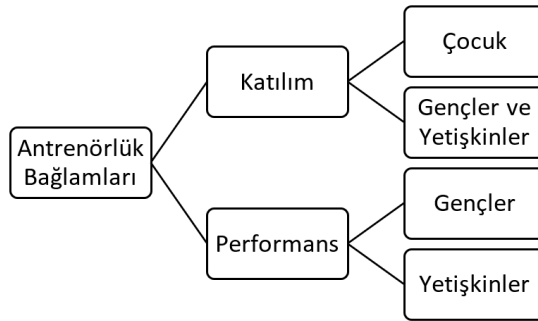 Antrenörlük
Bağlamları
Katılım
Çocuk
Gençler ve
Yetişkinler
Performans
Gençler
Yetişkinler